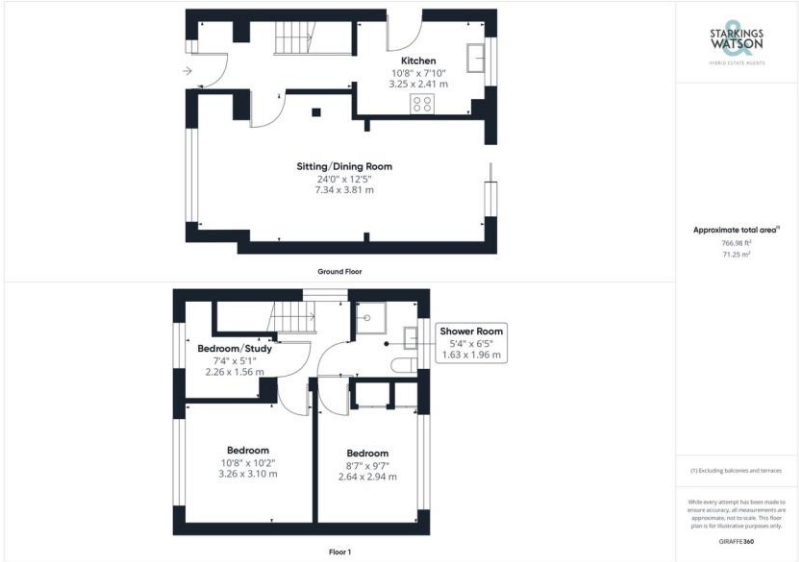 Kitchen
10'8" x 7'10"
3.25 x 2.41 m
Sitting/Dining Room
24'0" x 12'5"
7.34 x 3.81 m
Ground Floor
Bedroom/Study
7'4" x 5'1"
2.26 x 1.56 m
Shower Room
5'4" x 6'5"
1.63 x 1.96 m
Bedroom
10'8" x 10'2"
3.26 x 3.10 m
Bedroom
8'7" x 9'7"
2.64 x 2.94 m
Floor 1
STARKINGS
&
WATSON
HYBRID ESTATE AGENTS
Approximate total area⁽¹⁾
766.98 ft²
71.25 m²
(1) Excluding balconies and terraces
While every attempt has been made to
ensure accuracy, all measurements are
approximate, not to scale. This floor
plan is for illustrative purposes only.
GIRAFFE360